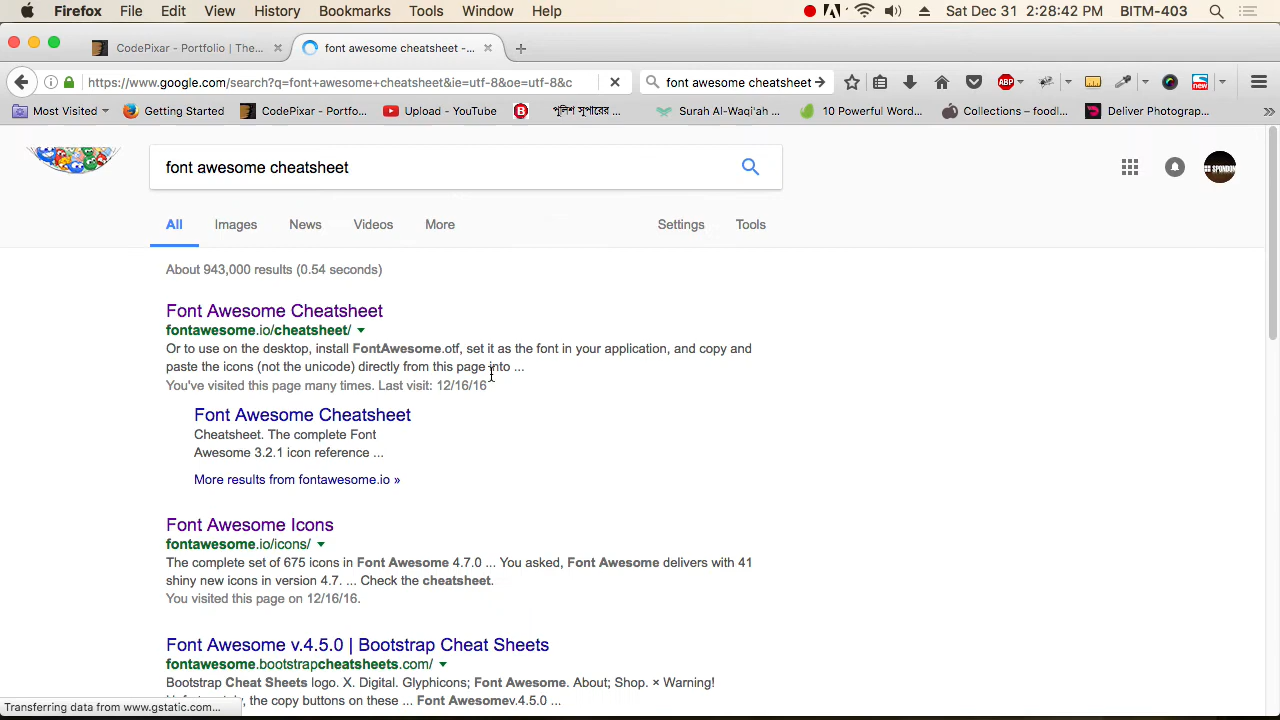 Firefox File Edit View History Bookmarks Tools Window Help Sat Dec 31 2:28:42 PM BITM-403
CodePixar - Portfolio | The... font awesome cheatsheet -...
https://www.google.com/search?q=font+awesome+cheatsheet&ie=utf-8&oe=utf-8&c font awesome cheatsheet ABP new
Most Visited Getting Started CodePixar - Portfo... Upload - YouTube B পুলিশ সুপারের ... Surah Al-Waqi'ah ... 10 Powerful Word... Collections – foodl... Deliver Photograp...
font awesome cheatsheet
SPONDON
All Images News Videos More Settings Tools
About 943,000 results (0.54 seconds)
Font Awesome Cheatsheet
fontawesome.io/cheatsheet/
Or to use on the desktop, install FontAwesome.otf, set it as the font in your application, and copy and
paste the icons (not the unicode) directly from this page into ...
You've visited this page many times. Last visit: 12/16/16
Font Awesome Cheatsheet
Cheatsheet. The complete Font
Awesome 3.2.1 icon reference ...
More results from fontawesome.io »
Font Awesome Icons
fontawesome.io/icons/
The complete set of 675 icons in Font Awesome 4.7.0 ... You asked, Font Awesome delivers with 41
shiny new icons in version 4.7. ... Check the cheatsheet.
You visited this page on 12/16/16.
Font Awesome v.4.5.0 | Bootstrap Cheat Sheets
fontawesome.bootstrapcheatsheets.com/
Bootstrap Cheat Sheets logo. X. Digital. Glyphicons; Font Awesome. About; Shop. × Warning!
the copy buttons on these ... Font Awesomev.4.5.0 ...
Transferring data from www.gstatic.com...